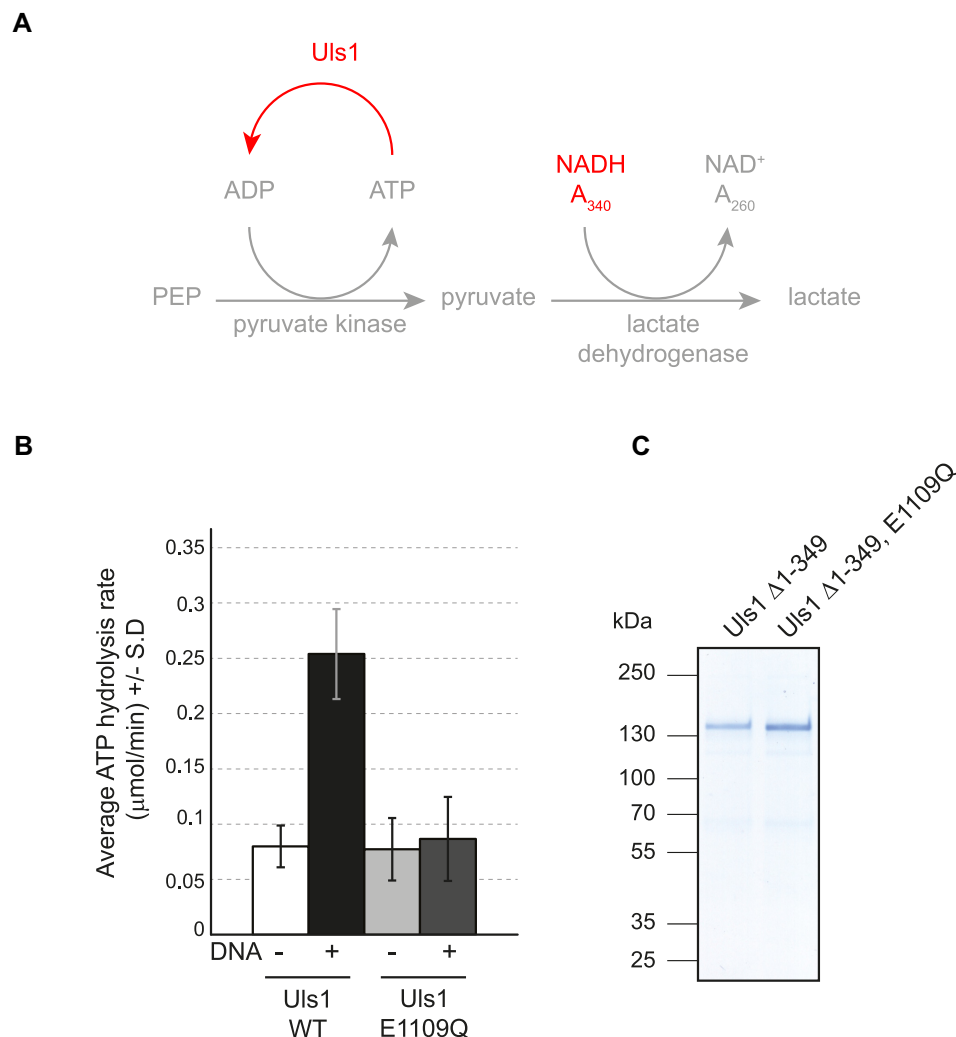 A
Uls1
ADP ATP
NADH
A340
NAD+
A260
PEP pyruvate lactate
pyruvate kinase
lactate
dehydrogenase
B
Average ATP hydrolysis rate
(μmol/min) +/- S.D
0.35
0.3
0.25
0.2
0.15
0.1
0.05
0
DNA - + - +
Uls1
WT
Uls1
E1109Q
C
Uls1 Δ1-349
Uls1 Δ1-349, E1109Q
kDa
250
130
100
70
55
35
25